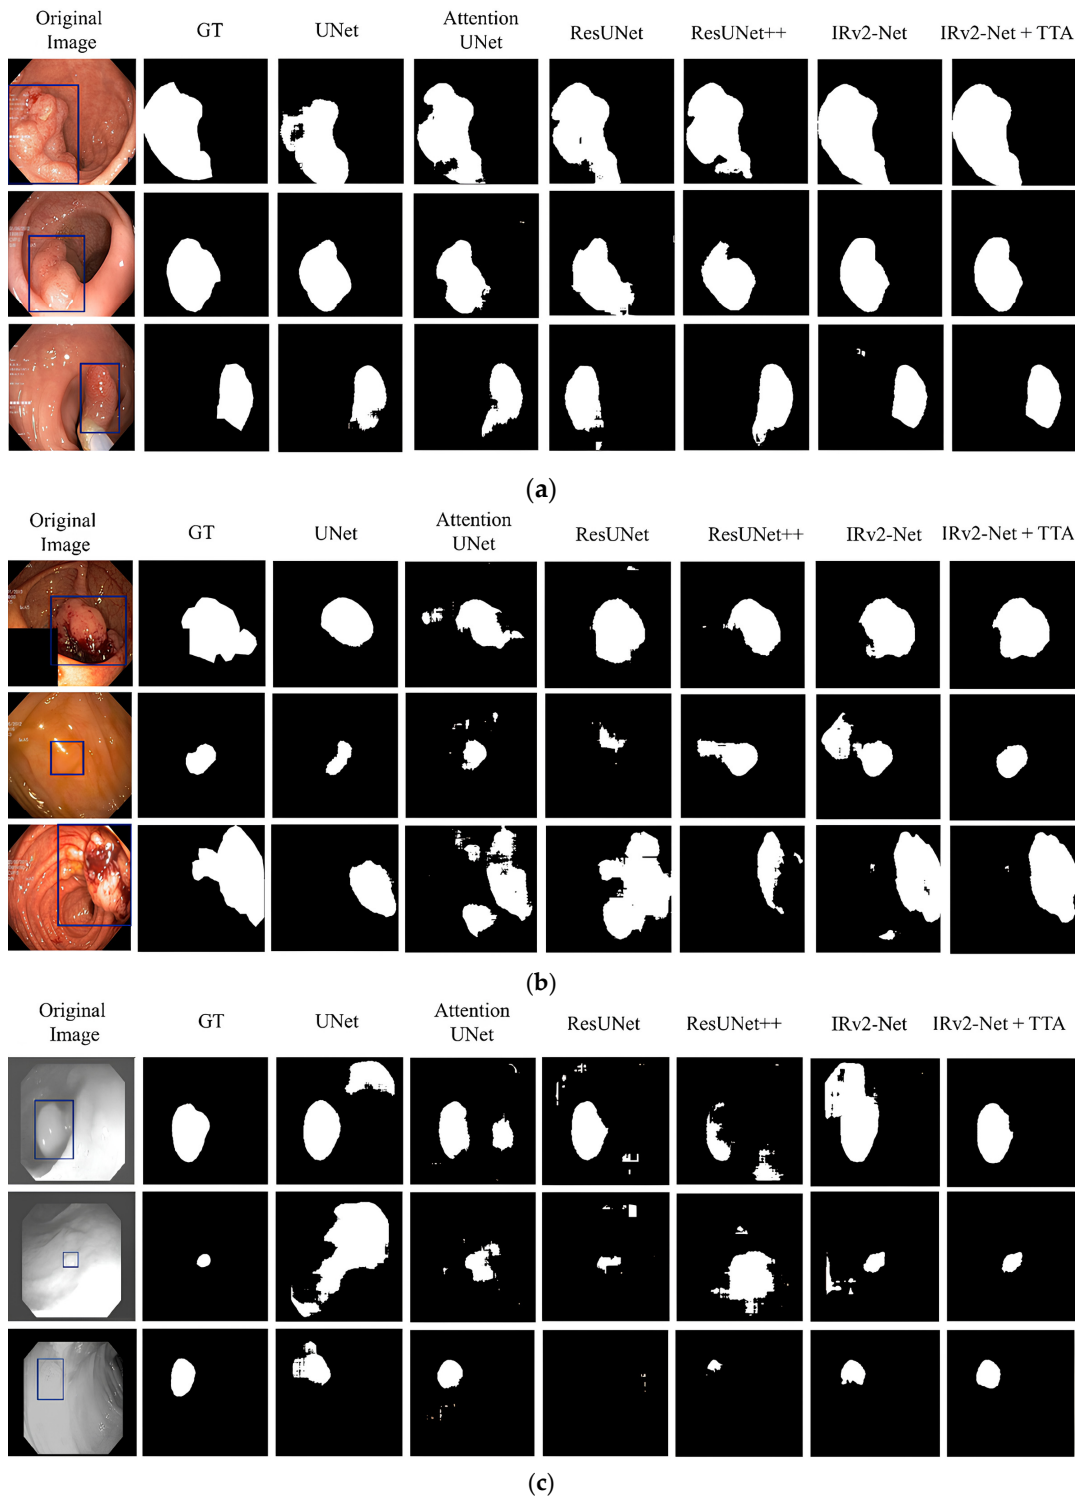 Original
Image
GT
UNet
Attention
UNet
ResUNet
ResUNet++
IRv2-Net
IRv2-Net + TTA
(a)
Original
Image
GT
UNet
Attention
UNet
ResUNet
ResUNet++
IRv2-Net
IRv2-Net + TTA
(b)
Original
Image
GT
UNet
Attention
UNet
ResUNet
ResUNet++
IRv2-Net
IRv2-Net + TTA
(c)